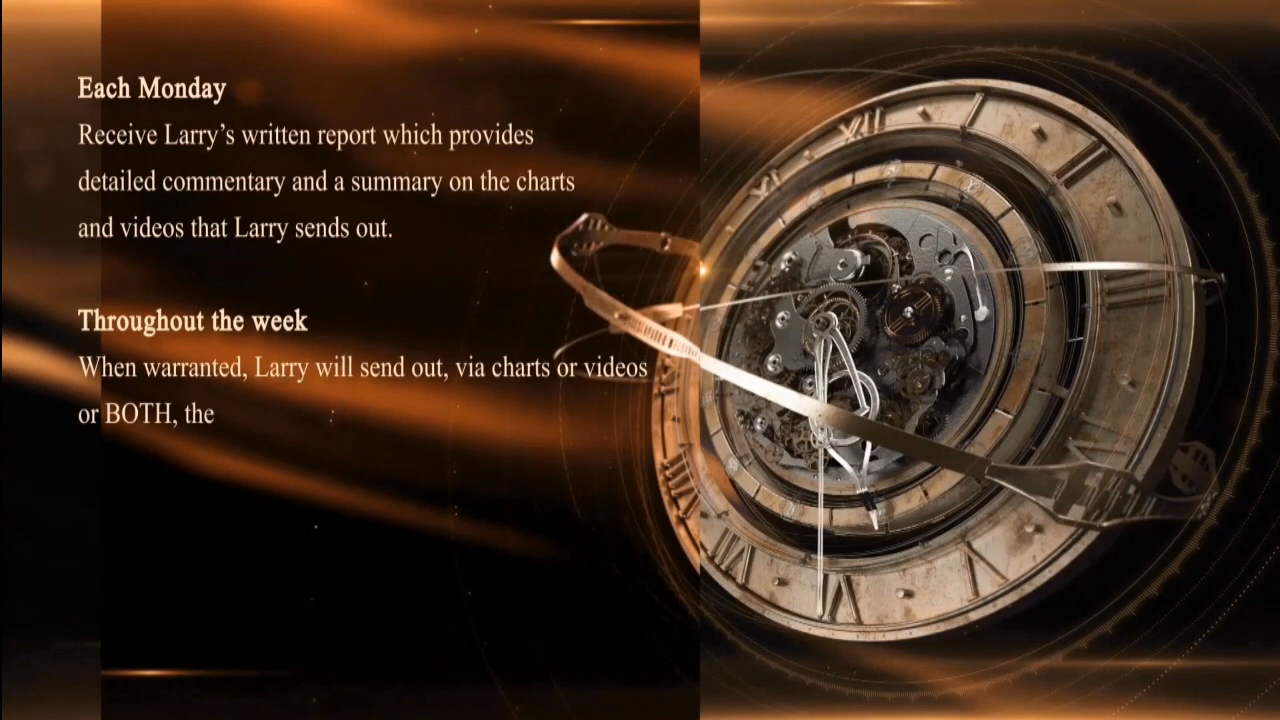 Each Monday
Receive Larry’s written report which provides
detailed commentary and a summary on the charts
and videos that Larry sends out.
Throughout the week
When warranted, Larry will send out, via charts or videos
or BOTH, the